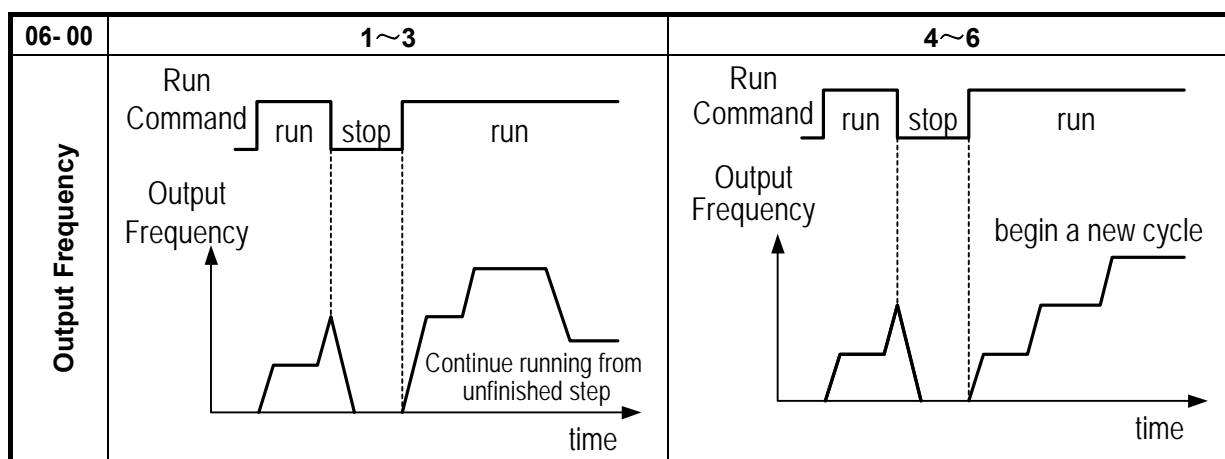 06- 00
1～3
4～6
Output Frequency
Run
Command
run
stop
run
Output
Frequency
Continue running from
unfinished step
time
Run
Command
run
stop
run
Output
Frequency
begin a new cycle
time